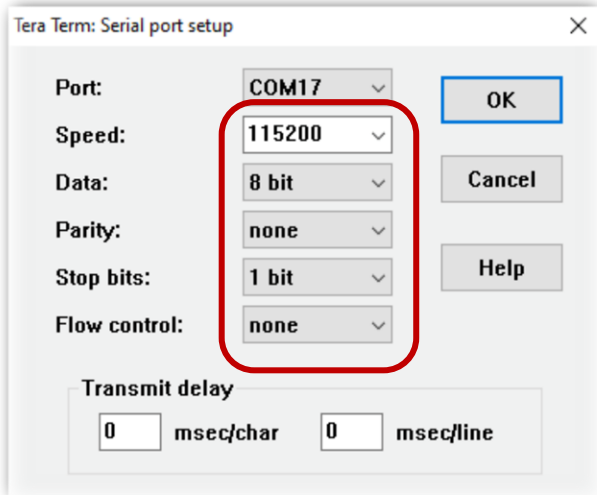 Tera Term: Serial port setup
Port: COM17 OK
Speed: 115200
Data: 8 bit Cancel
Parity: none
Stop bits: 1 bit Help
Flow control: none
Transmit delay
0 msec/char 0 msec/line